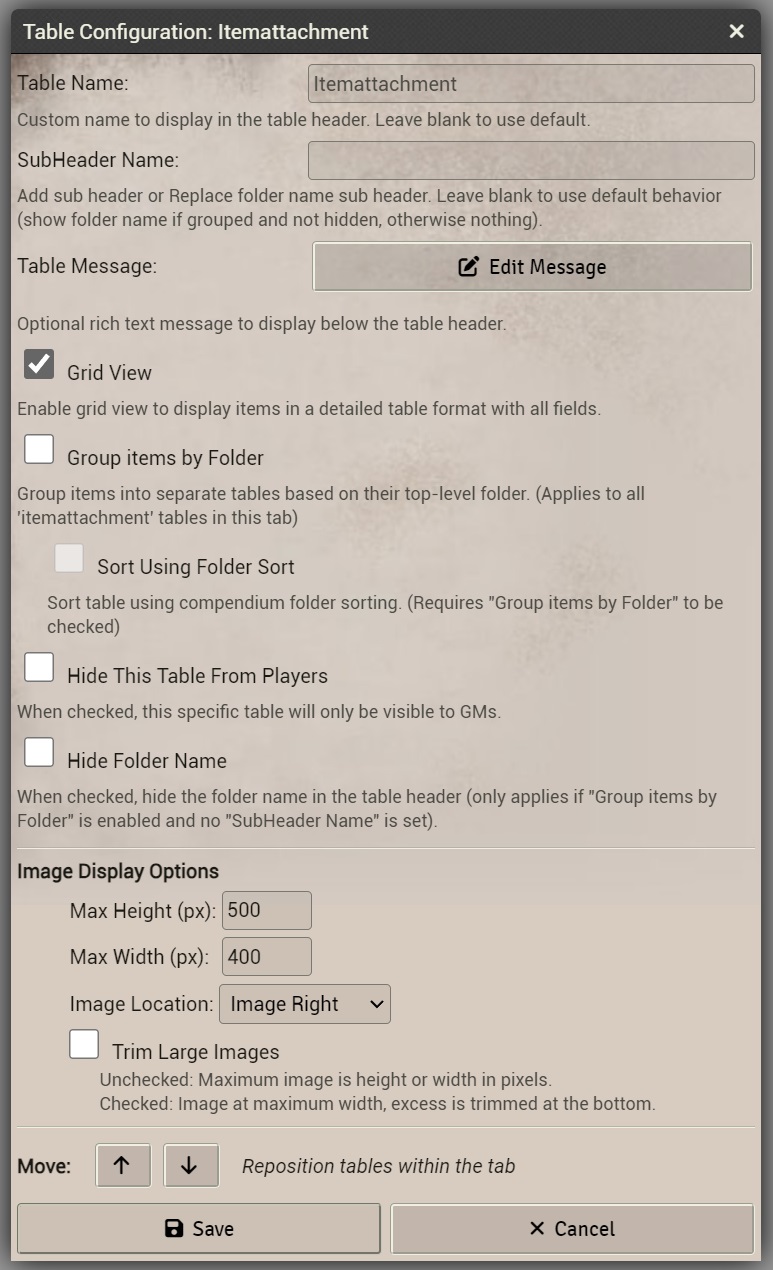 Table Configuration: Itemattachment
Table Name:
Itemattachment
Custom name to display in the table header. Leave blank to use default.
SubHeader Name:
Add sub header or Replace folder name sub header. Leave blank to use default behavior
(show folder name if grouped and not hidden, otherwise nothing).
Table Message:
Edit Message
Optional rich text message to display below the table header.
Grid View
Enable grid view to display items in a detailed table format with all fields.
Group items by Folder
Group items into separate tables based on their top-level folder. (Applies to all
'itemattachment' tables in this tab)
Sort Using Folder Sort
Sort table using compendium folder sorting. (Requires "Group items by Folder" to be
checked)
Hide This Table From Players
When checked, this specific table will only be visible to GMs.
Hide Folder Name
When checked, hide the folder name in the table header (only applies if "Group items by
Folder" is enabled and no "SubHeader Name" is set).
Image Display Options
Max Height (px): 500
Max Width (px): 400
Image Location: Image Right
Trim Large Images
Unchecked: Maximum image is height or width in pixels.
Checked: Image at maximum width, excess is trimmed at the bottom.
Move: Reposition tables within the tab
Save
Cancel